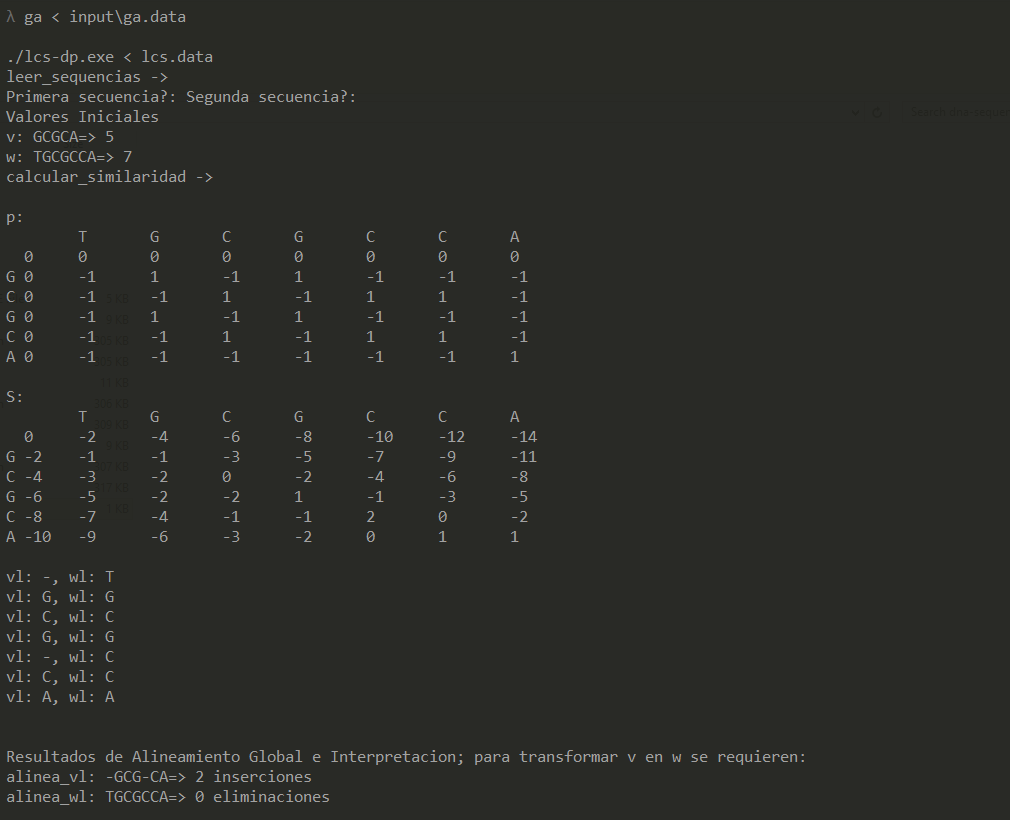 λ ga < input\ga.data
./lcs-dp.exe < lcs.data
leer_sequencias ->
Primera secuencia?: Segunda secuencia?:
Valores Iniciales
v: GCGCA=> 5
w: TGCGCCA=> 7
calcular_similaridad ->
p:
T G C G C C A
0 0 0 0 0 0 0 0
G 0 -1 1 -1 1 -1 -1 -1
C 0 -1 -1 1 -1 1 1 -1
G 0 -1 1 -1 1 -1 -1 -1
C 0 -1 -1 1 -1 1 1 -1
A 0 -1 -1 -1 -1 -1 -1 1
S:
T G C G C C A
0 -2 -4 -6 -8 -10 -12 -14
G -2 -1 -1 -3 -5 -7 -9 -11
C -4 -3 -2 0 -2 -4 -6 -8
G -6 -5 -2 -2 1 -1 -3 -5
C -8 -7 -4 -1 -1 2 0 -2
A -10 -9 -6 -3 -2 0 1 1
vl: -, wl: T
vl: G, wl: G
vl: C, wl: C
vl: G, wl: G
vl: -, wl: C
vl: C, wl: C
vl: A, wl: A
Resultados de Alineamiento Global e Interpretacion; para transformar v en w se requieren:
alinea_vl: -GCG-CA=> 2 inserciones
alinea_wl: TGCGCCA=> 0 eliminaciones